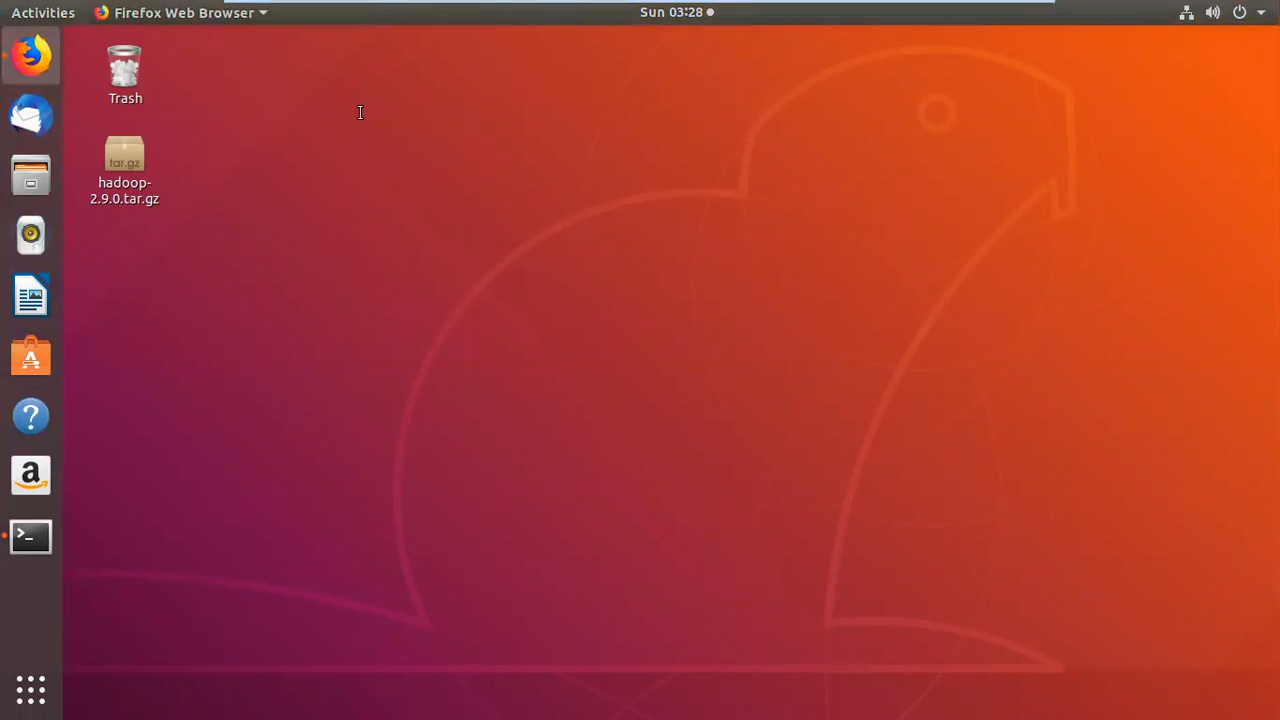 Activities
Firefox Web Browser
Sun 03:28
Trash
tar.gz
hadoop-
2.9.0.tar.gz
a